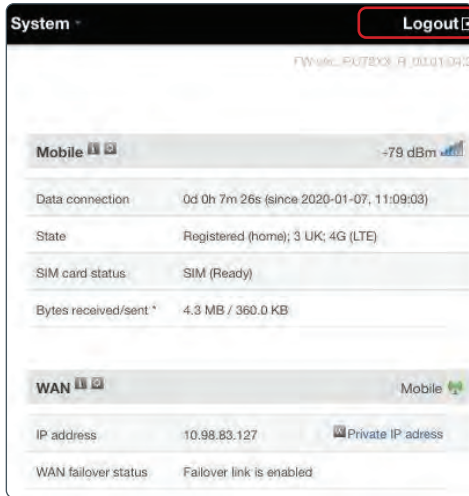 System Logout
Mobile -79 dBm
Data connection 0d 0h 7m 26s (since 2020-01-07, 11:09:03)
State Registered (home); 3 UK; 4G (LTE)
SIM card status SIM (Ready)
Bytes received/sent * 4.3 MB / 360.0 KB
WAN Mobile
IP address 10.98.83.127 Private IP adress
WAN failover status Failover link is enabled